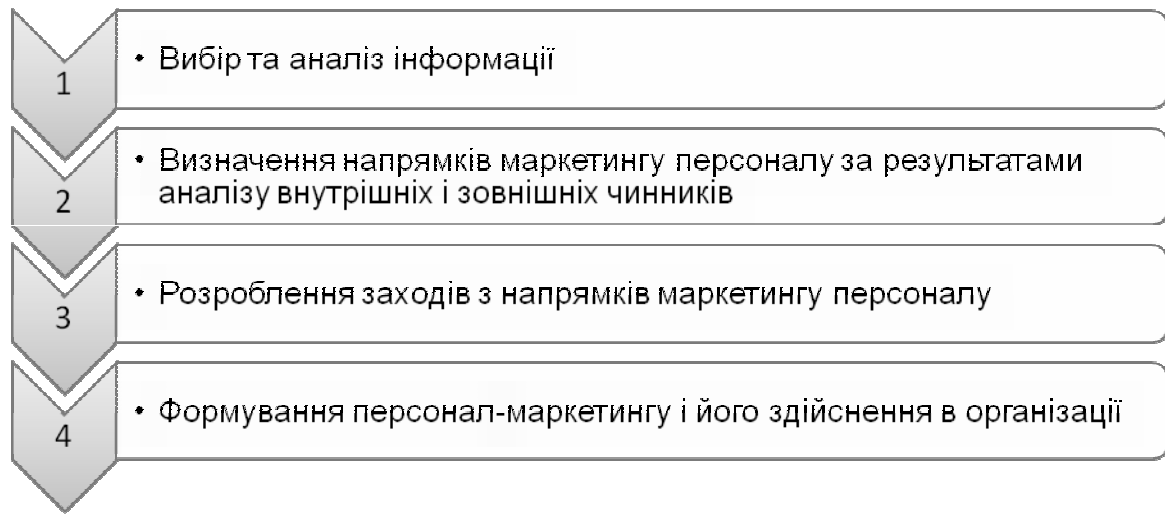 1
• Вибір та аналіз інформації
2
• Визначення напрямків маркетингу персоналу за результатами
аналізу внутрішніх і зовнішніх чинників
3
• Розроблення заходів з напрямків маркетингу персоналу
4
• Формування персонал-маркетингу і його здійснення в організації